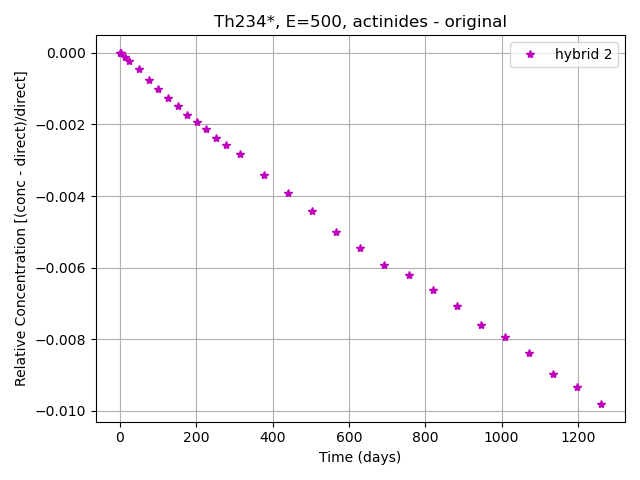 Th234*, E=500, actinides - original
hybrid 2
Relative Concentration [(conc - direct)/direct]
0.000
−0.002
−0.004
−0.006
−0.008
−0.010
0 200 400 600 800 1000 1200
Time (days)